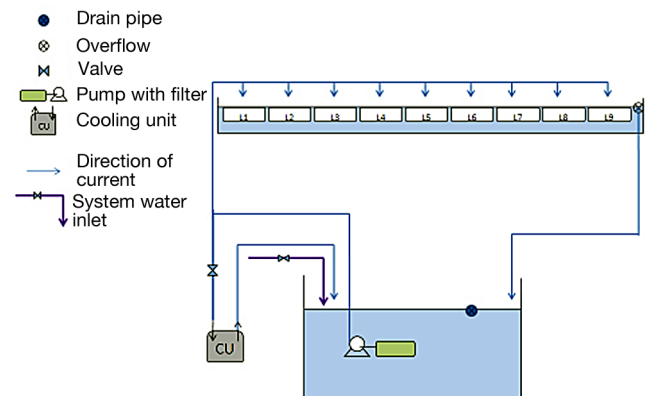 Drain pipe
Overflow
Valve
Pump with filter
CU
Cooling unit
Direction of
current
System water
inlet
L1 L2 L3 L4 L5 L6 L7 L8 L9
CU